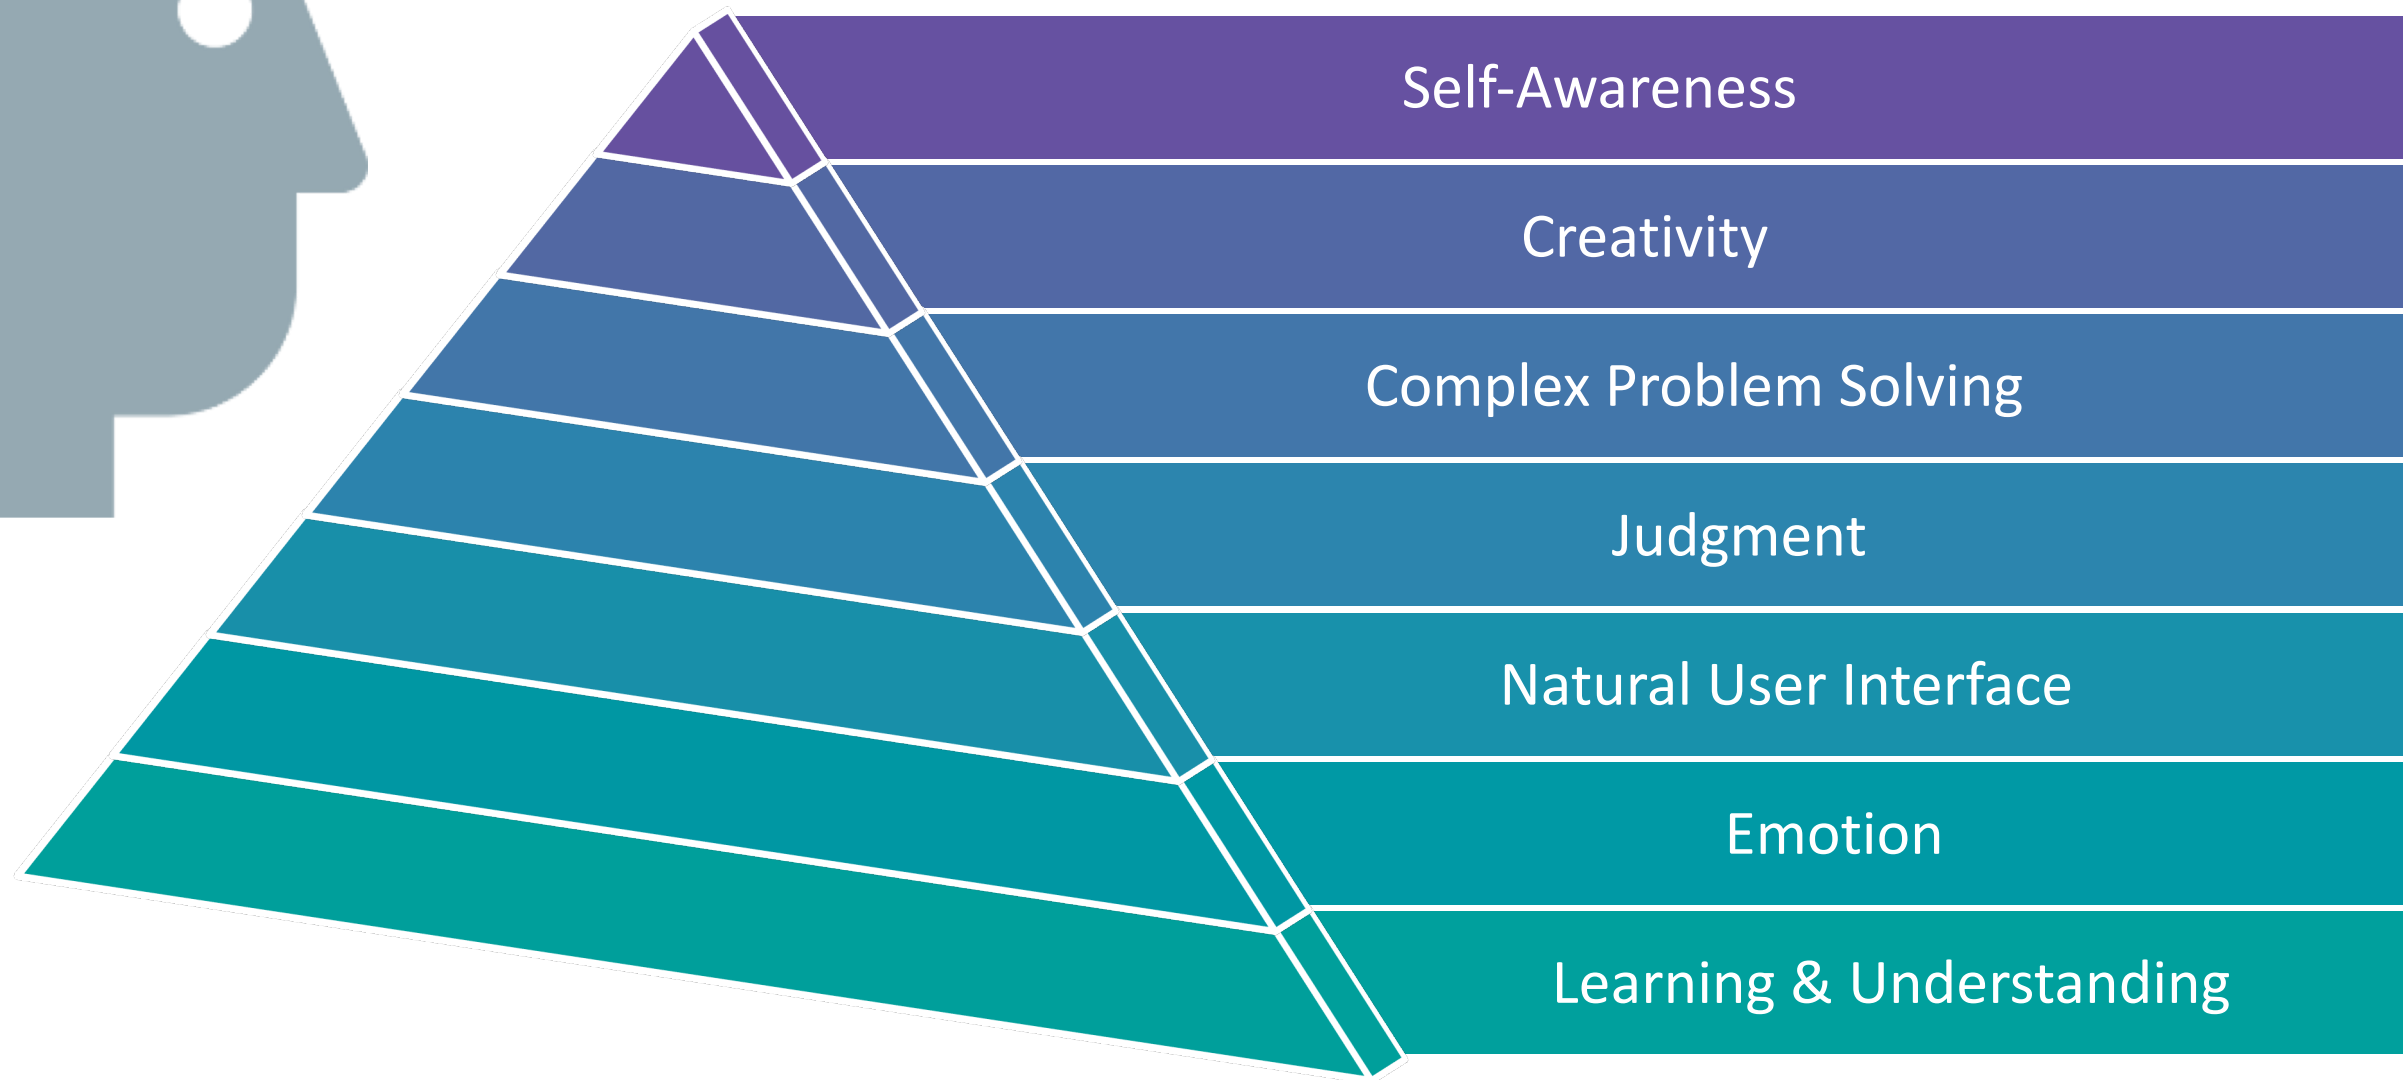 Self-Awareness
Creativity
Complex Problem Solving
Judgment
Natural User Interface
Emotion
Learning & Understanding